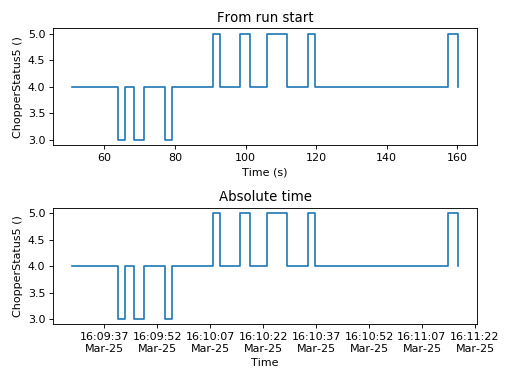 From run start
ChopperStatus5 ()
5.0
4.5
4.0
3.5
3.0
60 80 100 120 140 160
Time (s)
Absolute time
ChopperStatus5 ()
5.0
4.5
4.0
3.5
3.0
16:09:37 16:09:52 16:10:07 16:10:22 16:10:37 16:10:52 16:11:07 16:11:22
Mar-25 Mar-25 Mar-25 Mar-25 Mar-25 Mar-25 Mar-25 Mar-25
Time